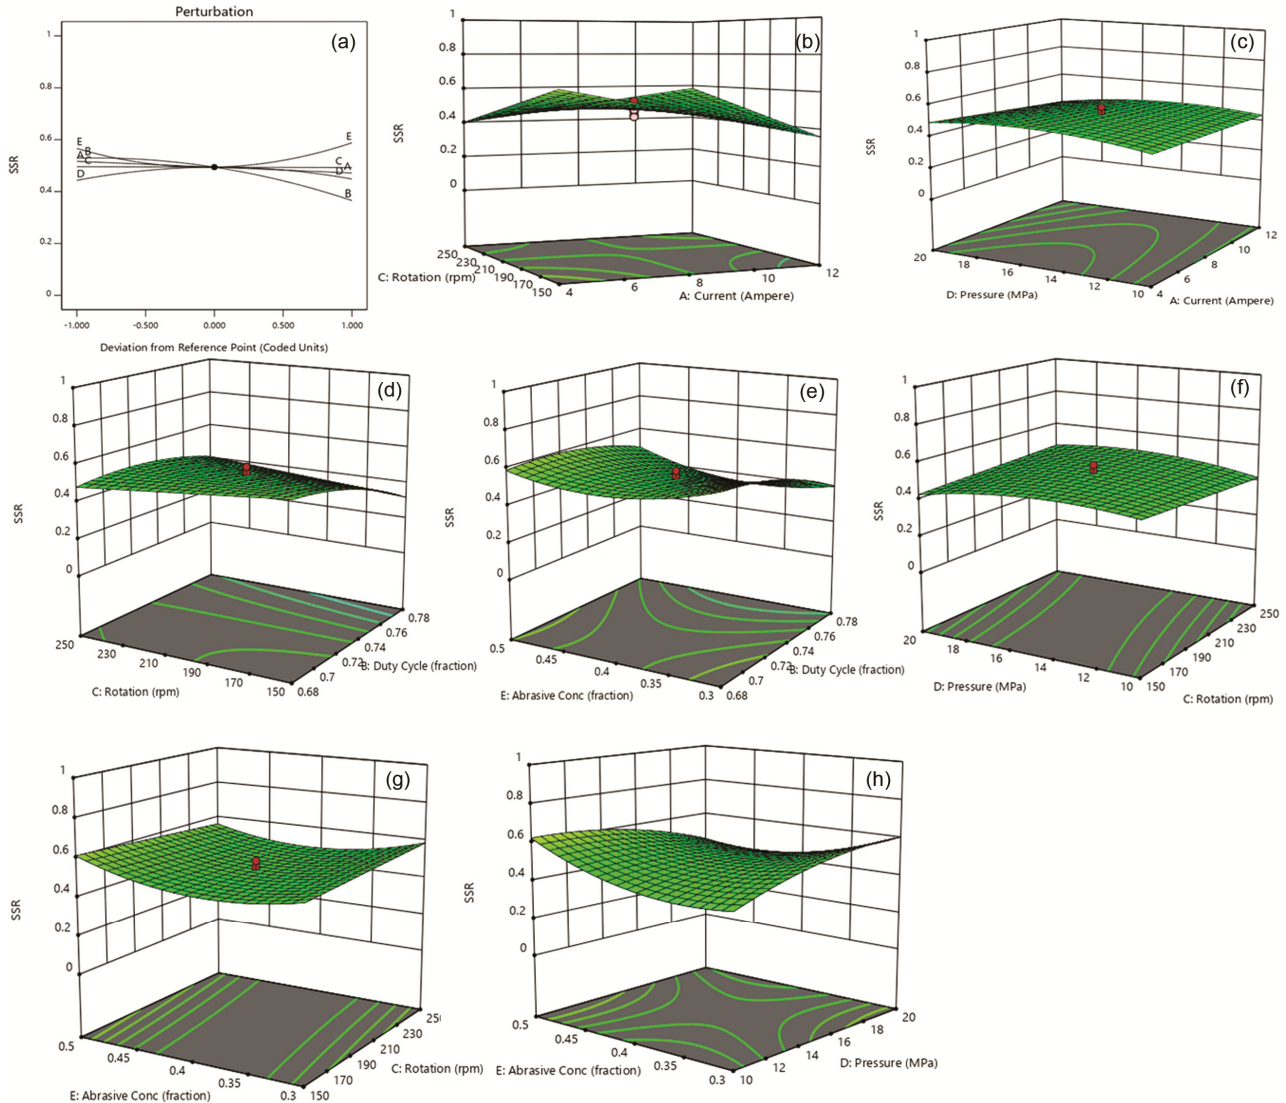 Perturbation
(a)
1
0.8
0.6
0.4
0.2
0
SSR
E
B
A
C
D
E
C
A
D
B
-1.000 -0.500 0.000 0.500 1.000
Deviation from Reference Point (Coded Units)
(b)
1
0.8
0.6
0.4
0.2
0
SSR
250 230 210 190 170 150
C: Rotation (rpm)
4 6 8 10 12
A: Current (Ampere)
(c)
1
0.8
0.6
0.4
0.2
0
SSR
20 18 16 14 12 10
D: Pressure (MPa)
4 6 8 10 12
A: Current (Ampere)
(d)
1
0.8
0.6
0.4
0.2
0
SSR
250 230 210 190 170 150
C: Rotation (rpm)
0.68 0.7 0.72 0.74 0.76 0.78
B: Duty Cycle (fraction)
(e)
1
0.8
0.6
0.4
0.2
0
SSR
0.5 0.45 0.4 0.35 0.3
E: Abrasive Conc (fraction)
0.68 0.7 0.72 0.74 0.76 0.78
B: Duty Cycle (fraction)
(f)
1
0.8
0.6
0.4
0.2
0
SSR
20 18 16 14 12 10
D: Pressure (MPa)
150 170 190 210 230 250
C: Rotation (rpm)
(g)
1
0.8
0.6
0.4
0.2
0
SSR
0.5 0.45 0.4 0.35 0.3
E: Abrasive Conc (fraction)
150 170 190 210 230 25
C: Rotation (rpm)
(h)
1
0.8
0.6
0.4
0.2
0
SSR
0.5 0.45 0.4 0.35 0.3
E: Abrasive Conc (fraction)
10 12 14 16 18 20
D: Pressure (MPa)